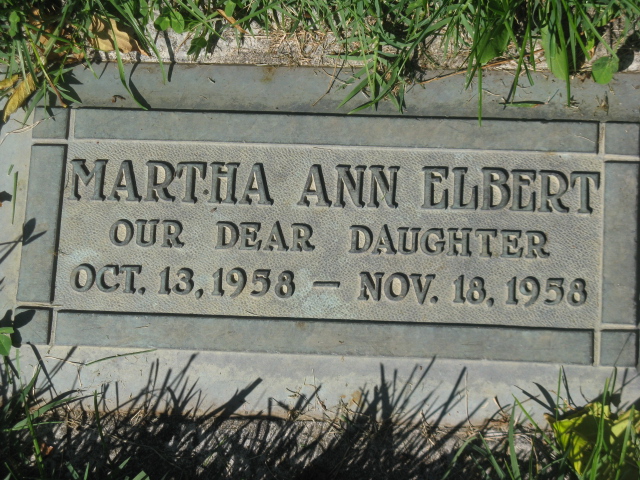 MARTHA ANN ELBERT
OUR DEAR DAUGHTER
OCT. 13, 1958 — NOV. 18, 1958